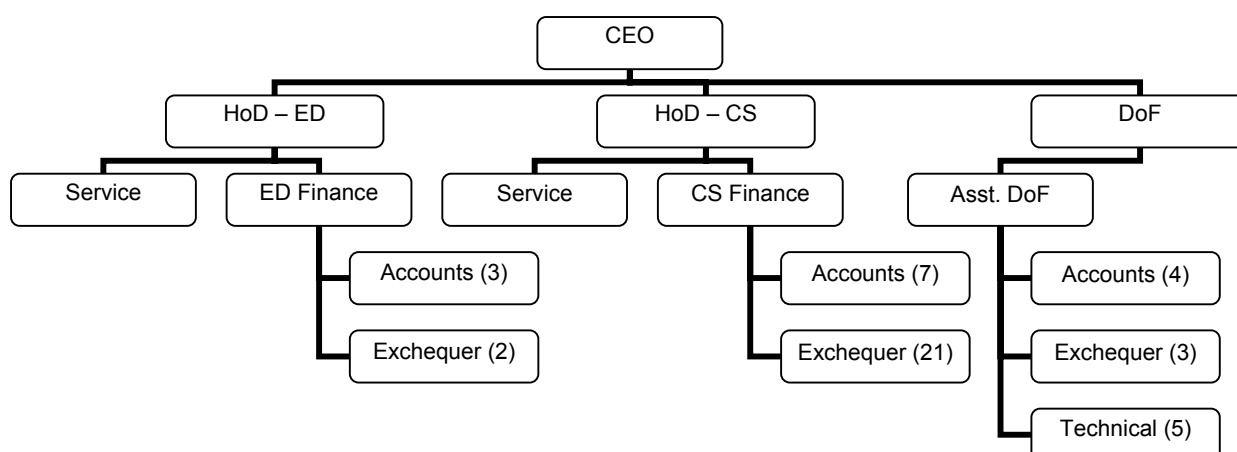 CEO
HoD – ED
HoD – CS
DoF
Service
ED Finance
Service
CS Finance
Asst. DoF
Accounts (3)
Accounts (7)
Accounts (4)
Exchequer (2)
Exchequer (21)
Exchequer (3)
Technical (5)